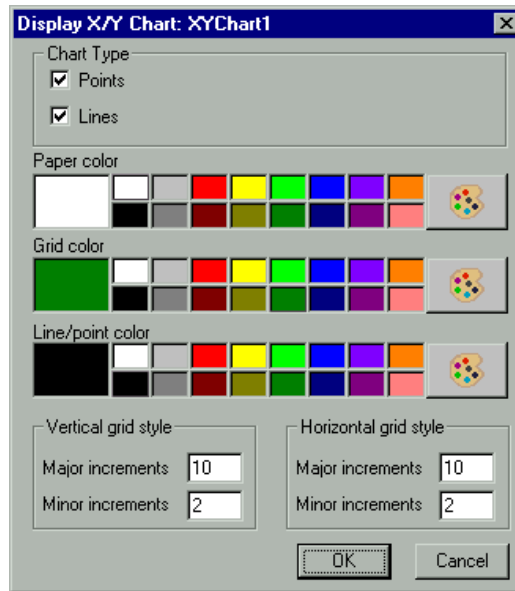 Display X/Y Chart: XYChart1
Chart Type
Points
Lines
Paper color
Grid color
Line/point color
Vertical grid style
Major increments 10
Minor increments 2
Horizontal grid style
Major increments 10
Minor increments 2
OK Cancel